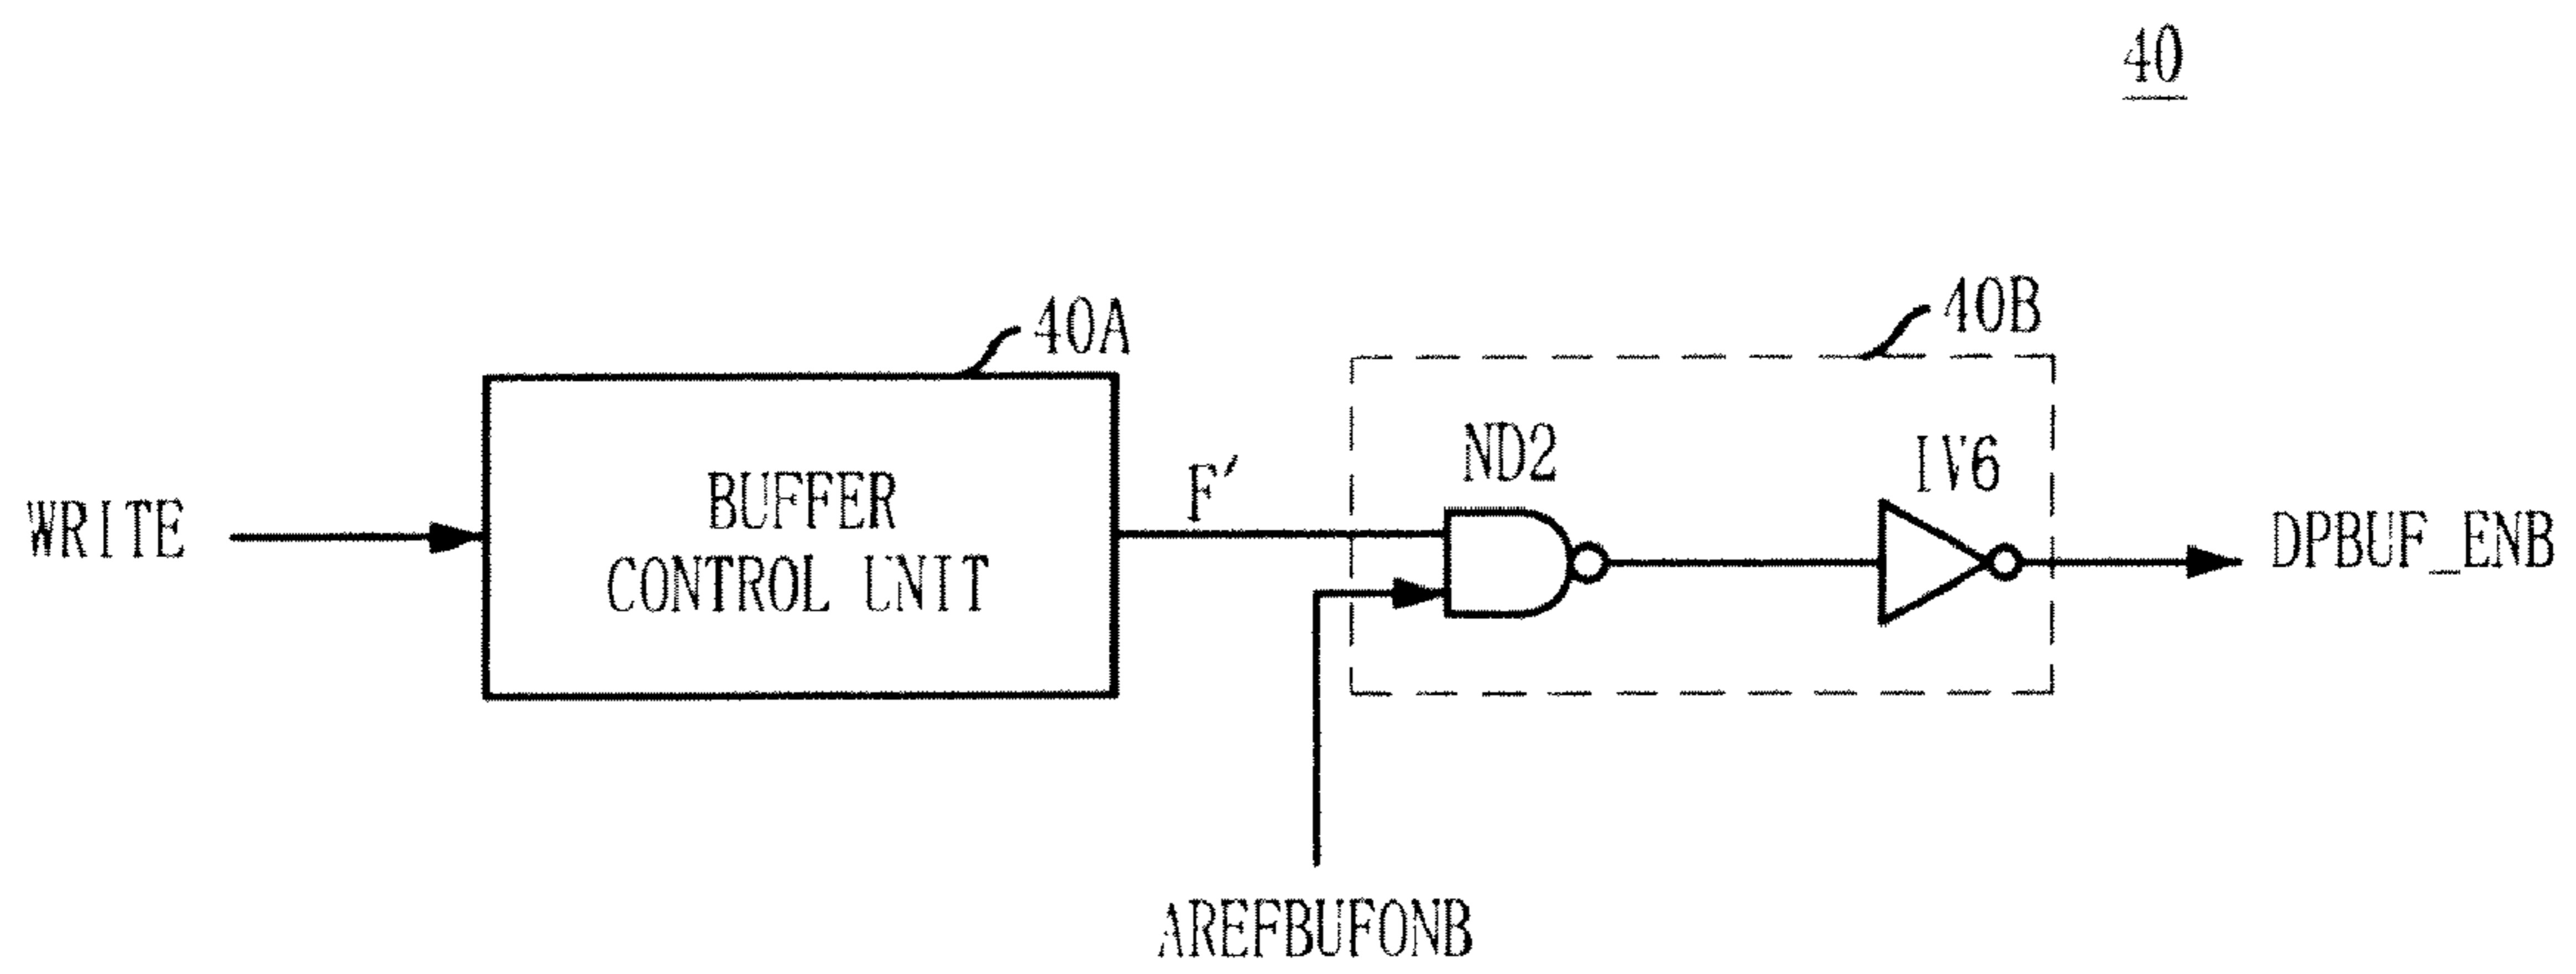 40
40A
40B
ND2
IV6
F′
WRITE
BUFFER
CONTROL UNIT
DPBUF_ENB
AREFBUFONB